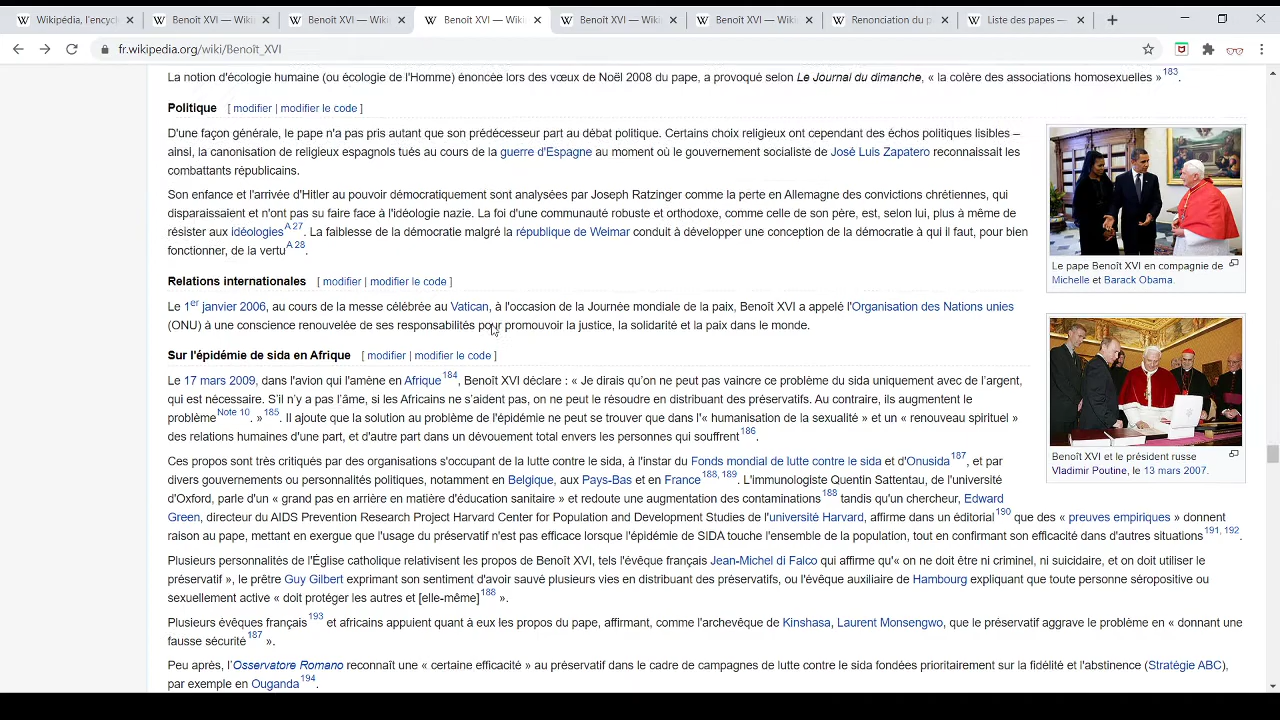 Wikipédia, l'encycl
Benoît XVI — Wiki
Benoît XVI — Wiki
Benoît XVI — Wiki
Benoît XVI — Wiki
Benoît XVI — Wiki
Renonciation du p
Liste des papes —
fr.wikipedia.org/wiki/Benoît_XVI
La notion d'écologie humaine (ou écologie de l'Homme) énoncée lors des vœux de Noël 2008 du pape, a provoqué selon Le Journal du dimanche, « la colère des associations homosexuelles »183.
Politique [ modifier | modifier le code ]
D'une façon générale, le pape n'a pas pris autant que son prédécesseur part au débat politique. Certains choix religieux ont cependant des échos politiques lisibles –
ainsi, la canonisation de religieux espagnols tués au cours de la guerre d'Espagne au moment où le gouvernement socialiste de José Luis Zapatero reconnaissait les
combattants républicains.
Son enfance et l'arrivée d'Hitler au pouvoir démocratiquement sont analysées par Joseph Ratzinger comme la perte en Allemagne des convictions chrétiennes, qui
disparaissaient et n'ont pas su faire face à l'idéologie nazie. La foi d'une communauté robuste et orthodoxe, comme celle de son père, est, selon lui, plus à même de
résister aux idéologiesA 27. La faiblesse de la démocratie malgré la république de Weimar conduit à développer une conception de la démocratie à qui il faut, pour bien
fonctionner, de la vertuA 28.
Le pape Benoît XVI en compagnie de
Michelle et Barack Obama.
Relations internationales [ modifier | modifier le code ]
Le 1er janvier 2006, au cours de la messe célébrée au Vatican, à l'occasion de la Journée mondiale de la paix, Benoît XVI a appelé l'Organisation des Nations unies
(ONU) à une conscience renouvelée de ses responsabilités pour promouvoir la justice, la solidarité et la paix dans le monde.
Sur l'épidémie de sida en Afrique [ modifier | modifier le code ]
Le 17 mars 2009, dans l'avion qui l'amène en Afrique184, Benoît XVI déclare : « Je dirais qu'on ne peut pas vaincre ce problème du sida uniquement avec de l'argent,
qui est nécessaire. S'il n'y a pas l'âme, si les Africains ne s'aident pas, on ne peut le résoudre en distribuant des préservatifs. Au contraire, ils augmentent le
problèmeNote 10. »185. Il ajoute que la solution au problème de l'épidémie ne peut se trouver que dans l'« humanisation de la sexualité » et un « renouveau spirituel »
des relations humaines d'une part, et d'autre part dans un dévouement total envers les personnes qui souffrent186.
Benoît XVI et le président russe
Vladimir Poutine, le 13 mars 2007.
Ces propos sont très critiqués par des organisations s'occupant de la lutte contre le sida, à l'instar du Fonds mondial de lutte contre le sida et d'Onusida187, et par
divers gouvernements ou personnalités politiques, notamment en Belgique, aux Pays-Bas et en France188, 189. L'immunologiste Quentin Sattentau, de l'université
d'Oxford, parle d'un « grand pas en arrière en matière d'éducation sanitaire » et redoute une augmentation des contaminations188 tandis qu'un chercheur, Edward
Green, directeur du AIDS Prevention Research Project Harvard Center for Population and Development Studies de l'université Harvard, affirme dans un éditorial190 que des « preuves empiriques » donnent
raison au pape, mettant en exergue que l'usage du préservatif n'est pas efficace lorsque l'épidémie de SIDA touche l'ensemble de la population, tout en confirmant son efficacité dans d'autres situations191, 192.
Plusieurs personnalités de l'Église catholique relativisent les propos de Benoît XVI, tels l'évêque français Jean-Michel di Falco qui affirme qu'« on ne doit être ni criminel, ni suicidaire, et on doit utiliser le
préservatif », le prêtre Guy Gilbert exprimant son sentiment d'avoir sauvé plusieurs vies en distribuant des préservatifs, ou l'évêque auxiliaire de Hambourg expliquant que toute personne séropositive ou
sexuellement active « doit protéger les autres et [elle-même]188 ».
Plusieurs évêques français193 et africains appuient quant à eux les propos du pape, affirmant, comme l'archevêque de Kinshasa, Laurent Monsengwo, que le préservatif aggrave le problème en « donnant une
fausse sécurité187 ».
Peu après, l'Osservatore Romano reconnaît une « certaine efficacité » au préservatif dans le cadre de campagnes de lutte contre le sida fondées prioritairement sur la fidélité et l'abstinence (Stratégie ABC),
par exemple en Ouganda194.